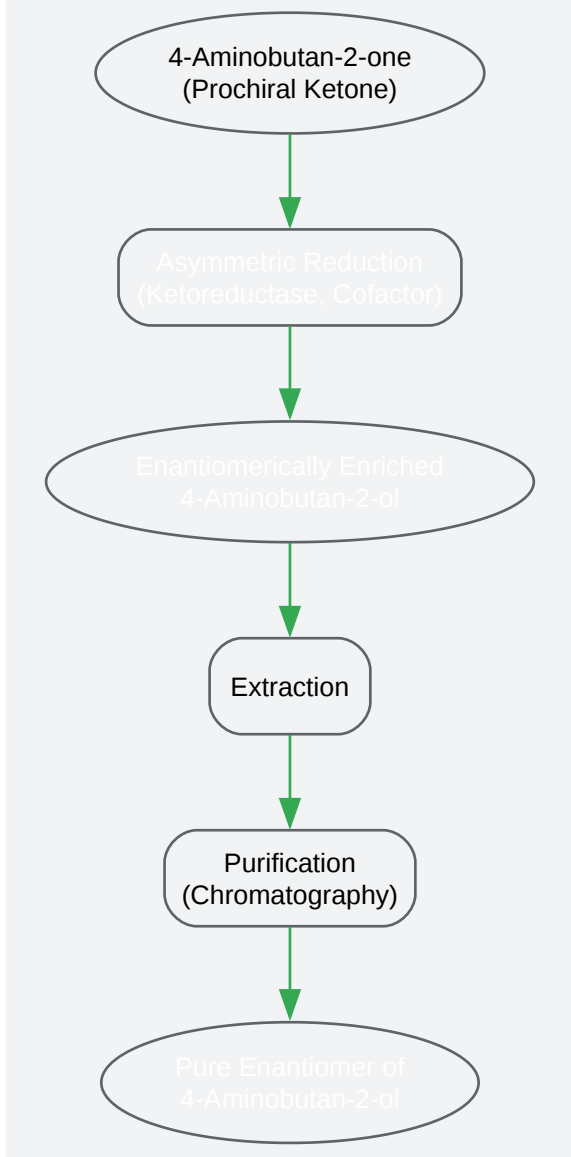 4-Aminobutan-2-one
(Prochiral Ketone)
Asymmetric Reduction
(Ketoreductase, Cofactor)
Enantiomerically Enriched
4-Aminobutan-2-ol
Extraction
Purification
(Chromatography)
Pure Enantiomer of
4-Aminobutan-2-ol